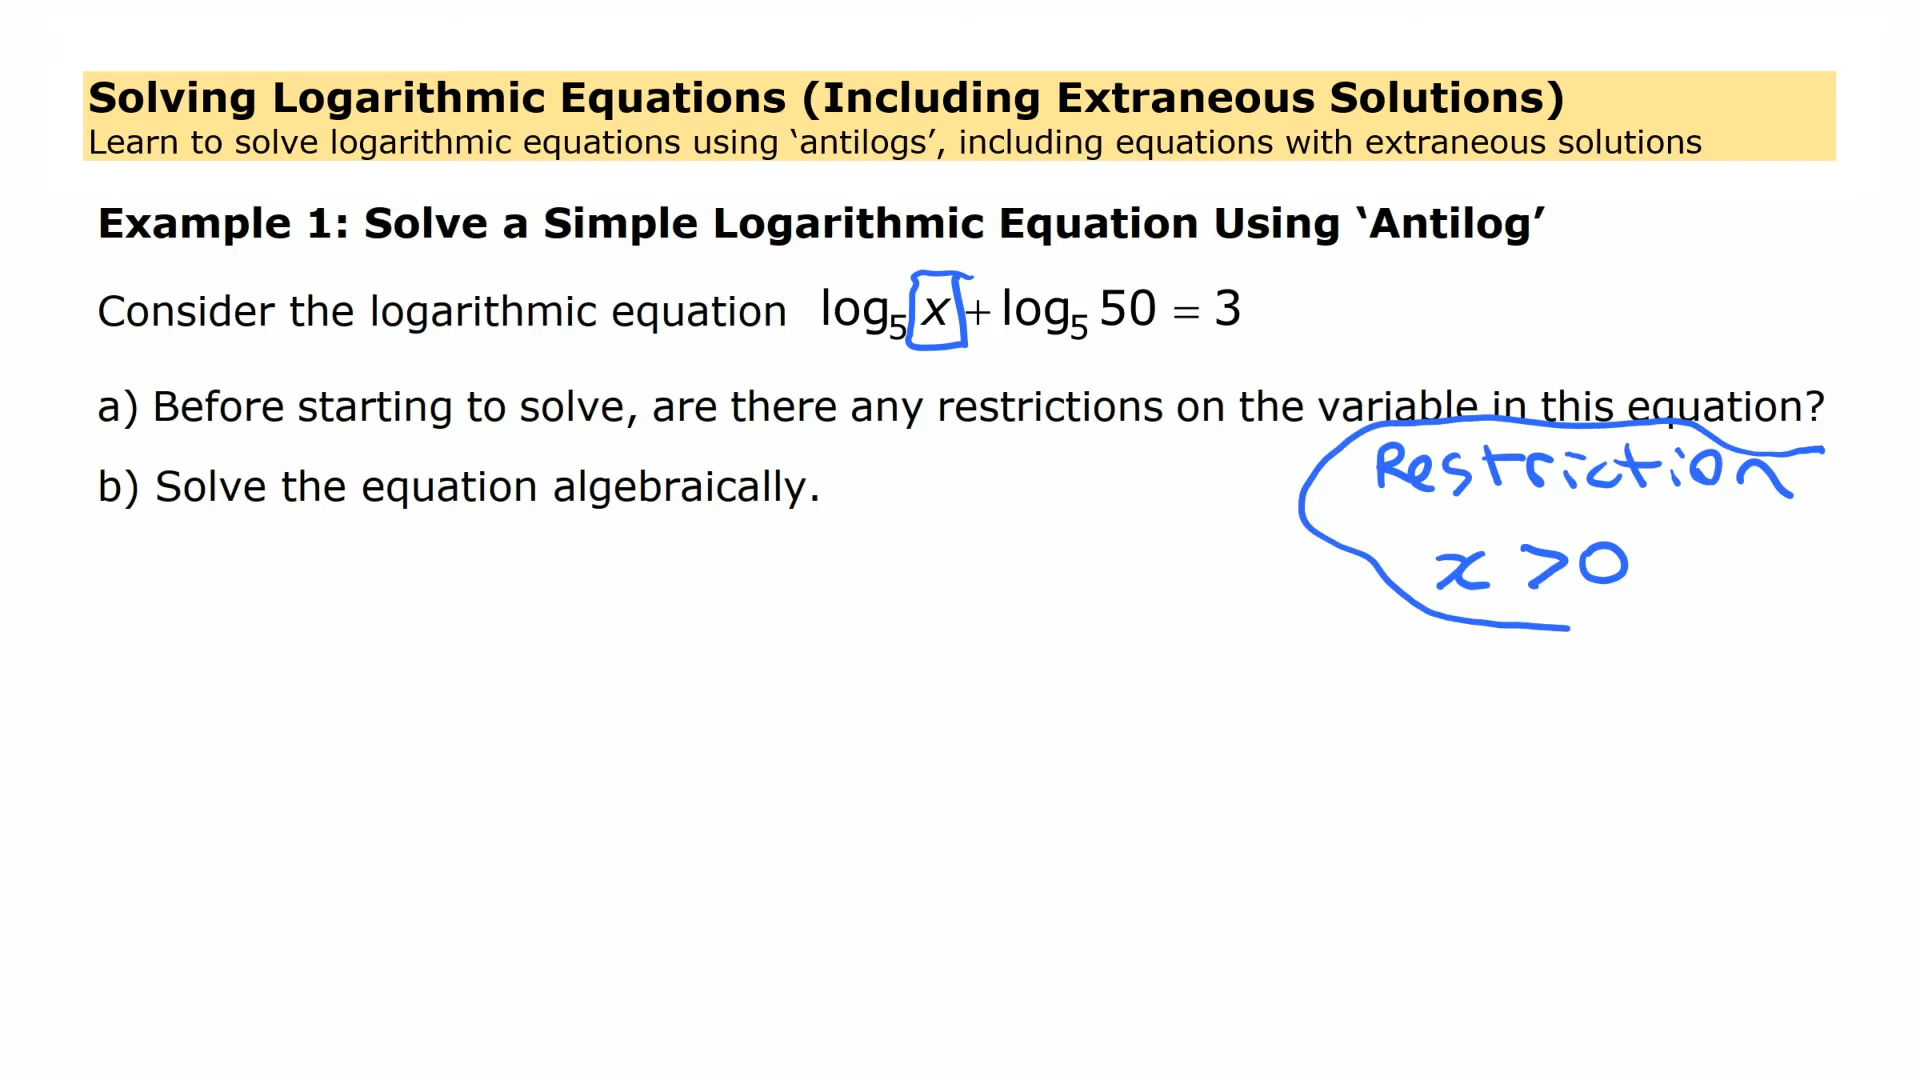 Solving Logarithmic Equations (Including Extraneous Solutions)
Learn to solve logarithmic equations using ‘antilogs’, including equations with extraneous solutions
Example 1: Solve a Simple Logarithmic Equation Using ‘Antilog’
Consider the logarithmic equation log₅ x + log₅ 50 = 3
a) Before starting to solve, are there any restrictions on the variable in this equation?
Restriction
b) Solve the equation algebraically.
x > 0